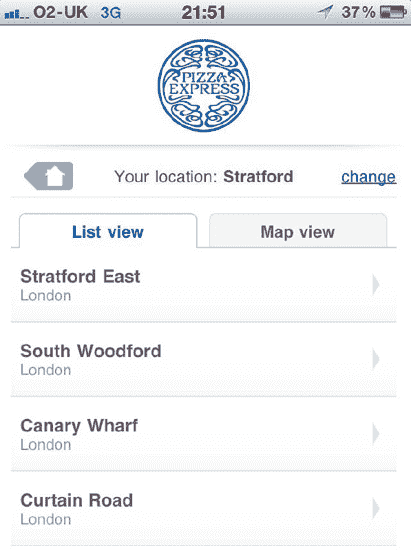 O2-UK 3G 21:51 37%
PIZZA
EXPRESS
Your location: Stratford change
List view Map view
Stratford East
London
South Woodford
London
Canary Wharf
London
Curtain Road
London